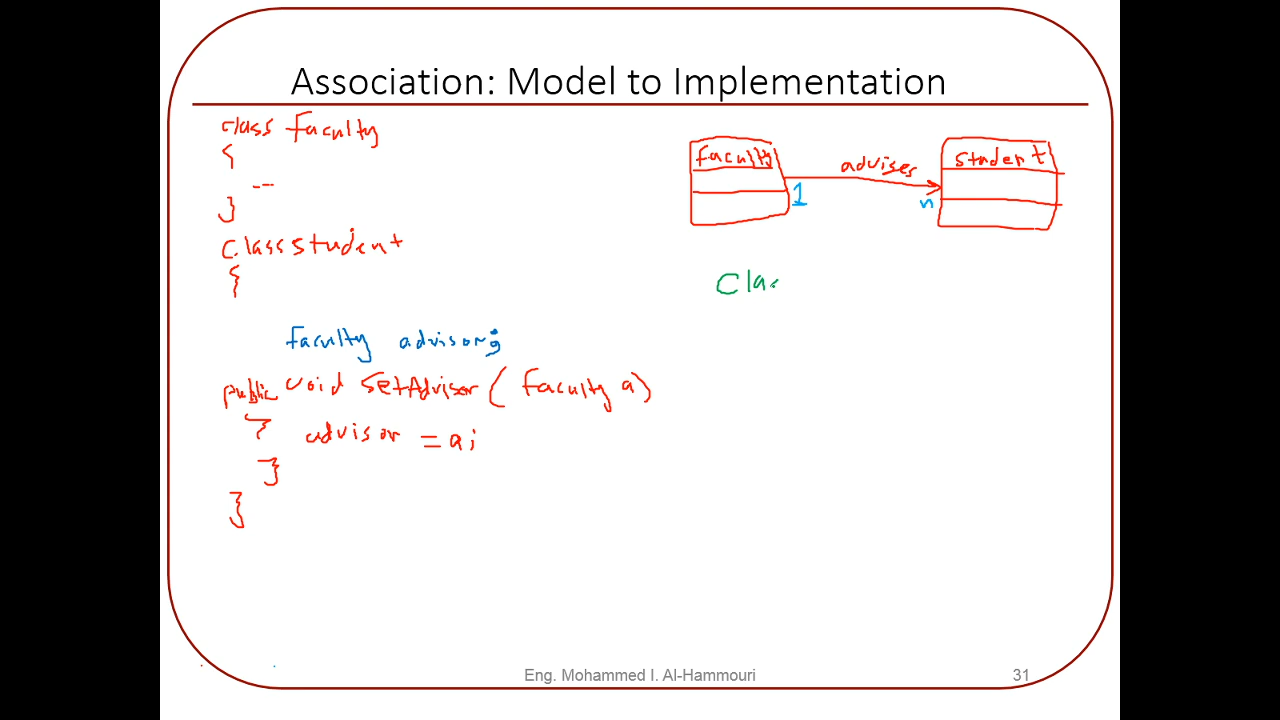 Association: Model to Implementation
class faculty
{
---
}
Class student
{
faculty advisor;
public void SetAdvisor ( faculty a )
{
advisor = a;
}
}
faculty
advises
student
1
n
Clas
Eng. Mohammed I. Al-Hammouri
31